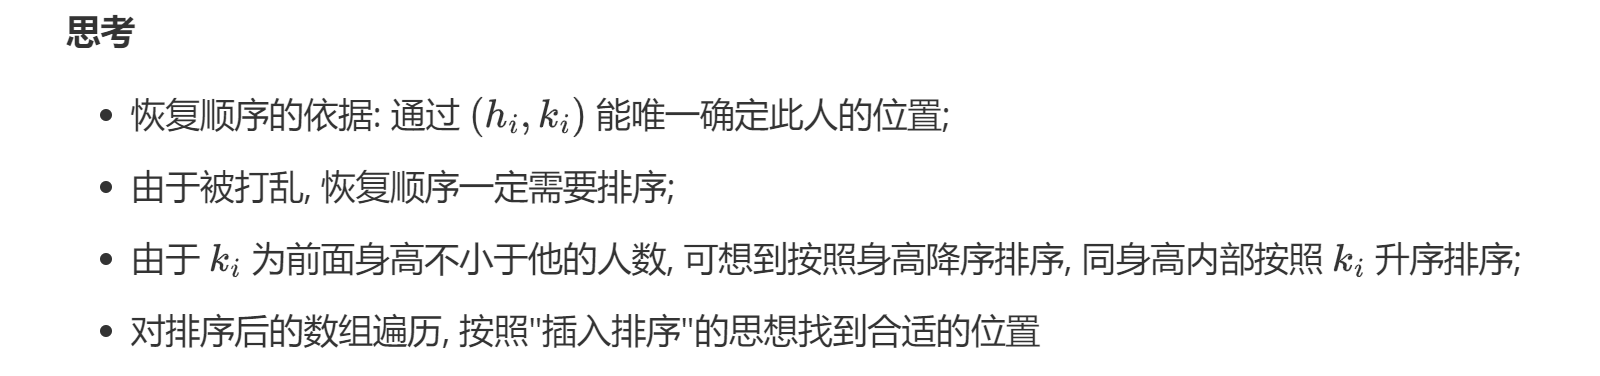 思考
• 恢复顺序的依据: 通过 (hᵢ, kᵢ) 能唯一确定此人的位置;
• 由于被打乱, 恢复顺序一定需要排序;
• 由于 kᵢ 为前面身高不小于他的人数, 可想到按照身高降序排序, 同身高内部按照 kᵢ 升序排序;
• 对排序后的数组遍历, 按照"插入排序"的思想找到合适的位置